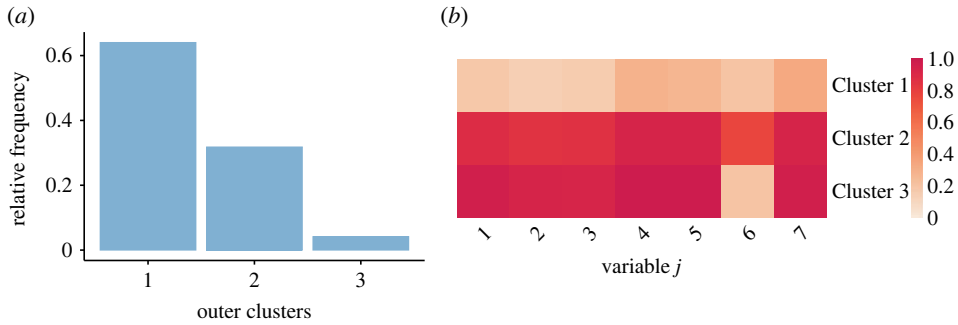 (a)
0.6
0.4
0.2
0
relative frequency
1 2 3
outer clusters
(b)
Cluster 1
Cluster 2
Cluster 3
1 2 3 4 5 6 7
variable j
1.0
0.8
0.6
0.4
0.2
0